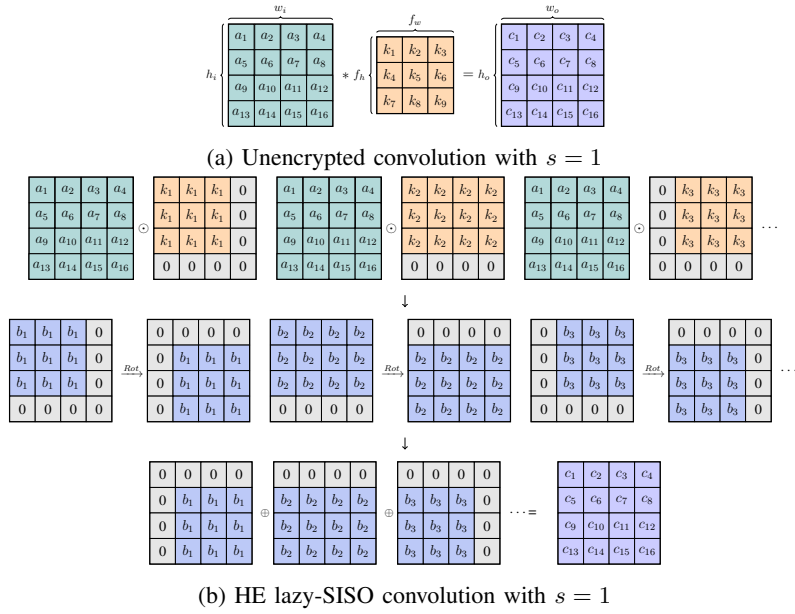 w_i f_w w_o
a_1 a_2 a_3 a_4
a_5 a_6 a_7 a_8
a_9 a_10 a_11 a_12
a_13 a_14 a_15 a_16
h_i
* f_h
k_1 k_2 k_3
k_4 k_5 k_6
k_7 k_8 k_9
= h_o
c_1 c_2 c_3 c_4
c_5 c_6 c_7 c_8
c_9 c_10 c_11 c_12
c_13 c_14 c_15 c_16
(a) Unencrypted convolution with s = 1
a_1 a_2 a_3 a_4 k_1 k_1 k_1 0 a_1 a_2 a_3 a_4 k_2 k_2 k_2 k_2 a_1 a_2 a_3 a_4 0 k_3 k_3 k_3
a_5 a_6 a_7 a_8 ⊙ k_1 k_1 k_1 0 a_5 a_6 a_7 a_8 ⊙ k_2 k_2 k_2 k_2 a_5 a_6 a_7 a_8 ⊙ 0 k_3 k_3 k_3 ···
a_9 a_10 a_11 a_12 k_1 k_1 k_1 0 a_9 a_10 a_11 a_12 k_2 k_2 k_2 k_2 a_9 a_10 a_11 a_12 0 k_3 k_3 k_3
a_13 a_14 a_15 a_16 0 0 0 0 a_13 a_14 a_15 a_16 0 0 0 0 a_13 a_14 a_15 a_16 0 0 0 0
↓
b_1 b_1 b_1 0 0 0 0 0 b_2 b_2 b_2 b_2 0 0 0 0 0 b_3 b_3 b_3 0 0 0 0
b_1 b_1 b_1 0 Rot→ 0 b_1 b_1 b_1 b_2 b_2 b_2 b_2 Rot→ b_2 b_2 b_2 b_2 0 b_3 b_3 b_3 Rot→ b_3 b_3 b_3 0 ···
b_1 b_1 b_1 0 0 b_1 b_1 b_1 b_2 b_2 b_2 b_2 b_2 b_2 b_2 b_2 0 b_3 b_3 b_3 b_3 b_3 b_3 0
0 0 0 0 0 b_1 b_1 b_1 0 0 0 0 b_2 b_2 b_2 b_2 0 0 0 0 b_3 b_3 b_3 0
↓
0 0 0 0 0 0 0 0 0 0 0 0 c_1 c_2 c_3 c_4
0 b_1 b_1 b_1 ⊕ b_2 b_2 b_2 b_2 ⊕ b_3 b_3 b_3 0 ··· = c_5 c_6 c_7 c_8
0 b_1 b_1 b_1 b_2 b_2 b_2 b_2 b_3 b_3 b_3 0 c_9 c_10 c_11 c_12
0 b_1 b_1 b_1 b_2 b_2 b_2 b_2 b_3 b_3 b_3 0 c_13 c_14 c_15 c_16
(b) HE lazy-SISO convolution with s = 1